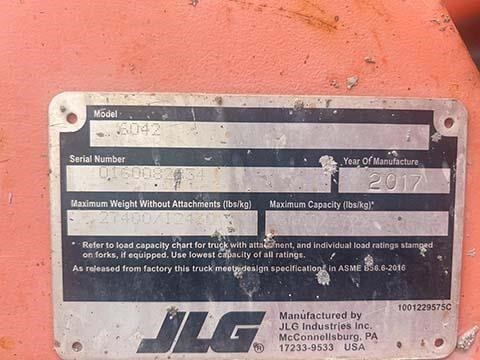 Model
6042
Serial Number
Year Of Manufacture
2017
Maximum Weight Without Attachments (lbs/kg)
Maximum Capacity (lbs/kg)*
* Refer to load capacity chart for truck with attachment, and individual load ratings stamped
on forks, if equipped. Use lowest capacity of all ratings.
As released from factory this truck meets design specification* in ASME B56.6-2016
JLG®
Manufactured by
JLG Industries Inc.
McConnellsburg, PA
17233-9533 USA
1001229575C